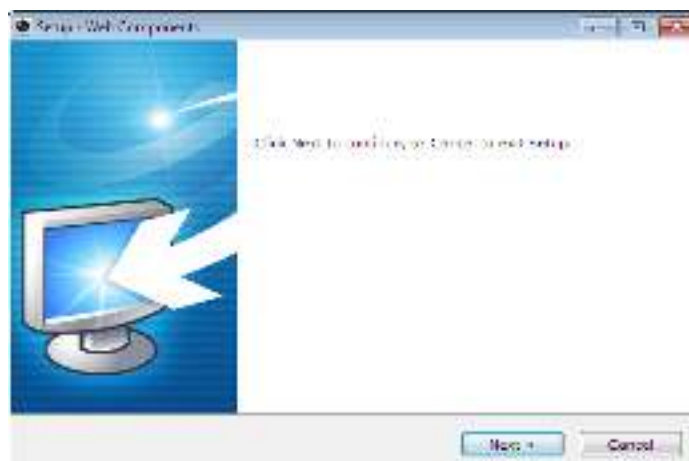 Setup - Web Components
Click Next to continue, or Cancel to exit Setup.
Next >
Cancel